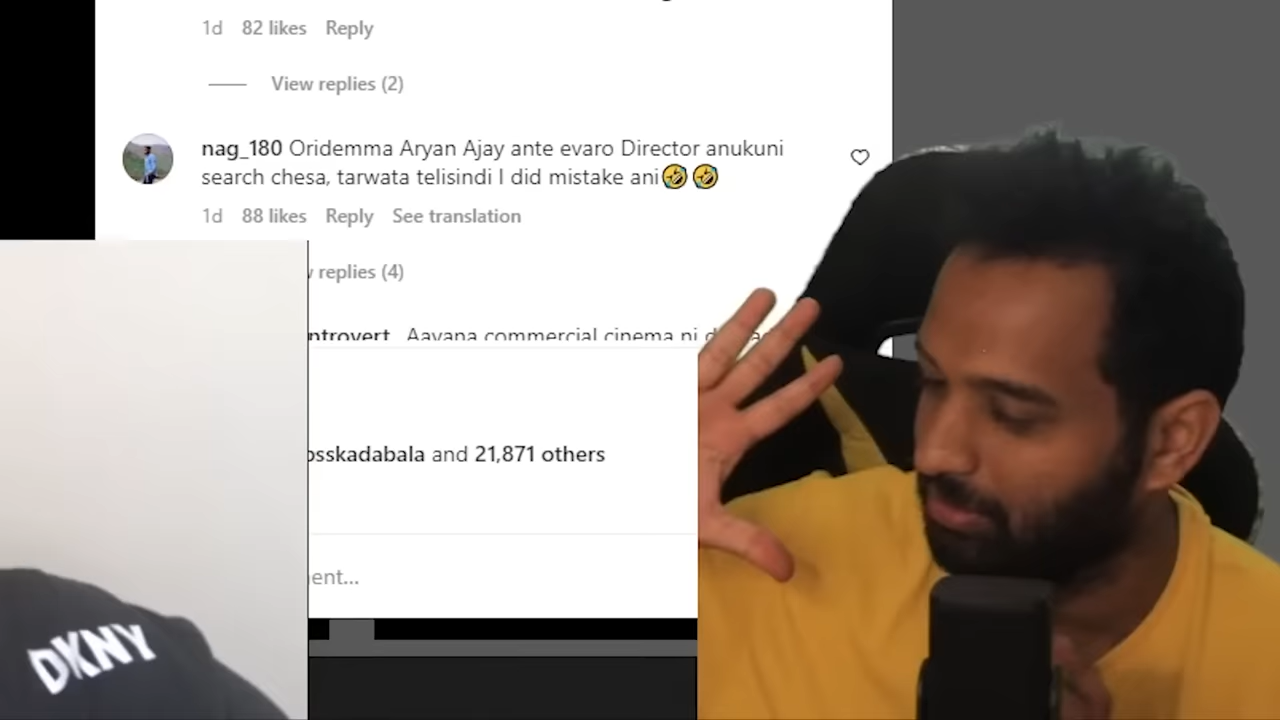 1d 82 likes Reply
View replies (2)
nag_180 Oridemma Aryan Ajay ante evaro Director anukuni
search chesa, tarwata telisindi I did mistake ani🤣🤣
1d 88 likes Reply See translation
replies (4)
Aavana commercial cinema ni
and 21,871 others
DKNY